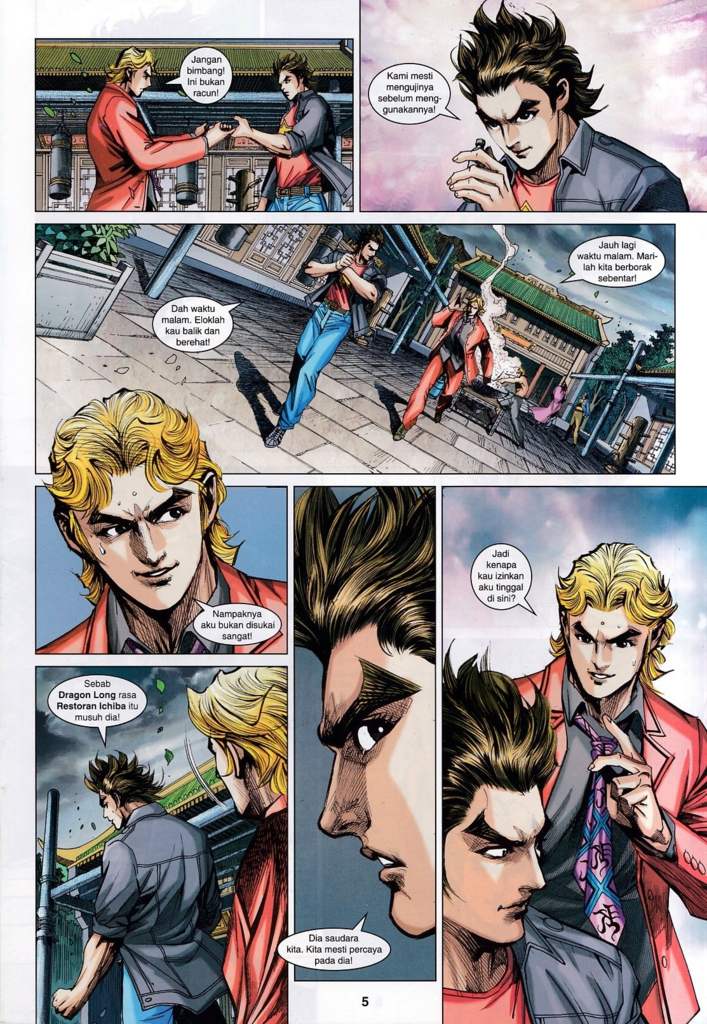 Jangan
bimbang!
Ini bukan
racun!
Kami mesti
mengujinya
sebelum meng-
gunakannya!
Jauh lagi
waktu malam. Mari-
lah kita berborak
sebentar!
Dah waktu
malam. Eloklah
kau balik dan
berehat!
Nampaknya
aku bukan disukai
sangat!
Jadi
kenapa
kau izinkan
aku tinggal
di sini?
Sebab
Dragon Long rasa
Restoran Ichiba itu
musuh dia!
Dia saudara
kita. Kita mesti percaya
pada dia!
5